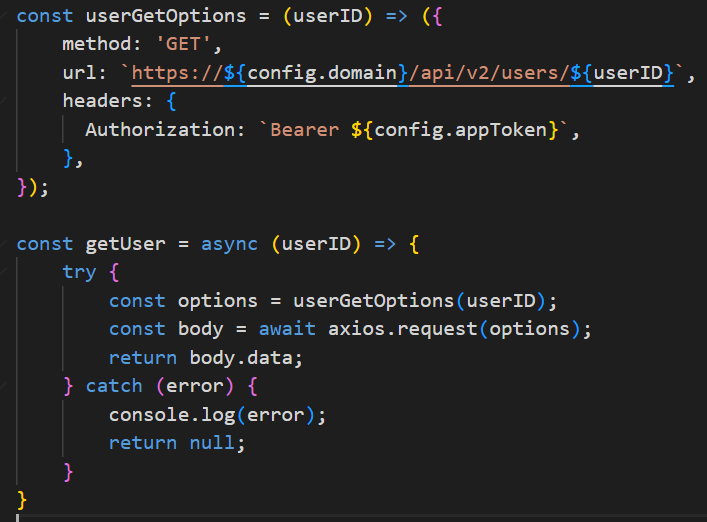 const userGetOptions = (userID) => ({
    method: 'GET',
    url: `https://${config.domain}/api/v2/users/${userID}`,
    headers: {
      Authorization: `Bearer ${config.appToken}`,
    },
});

const getUser = async (userID) => {
    try {
        const options = userGetOptions(userID);
        const body = await axios.request(options);
        return body.data;
    } catch (error) {
        console.log(error);
        return null;
    }
}